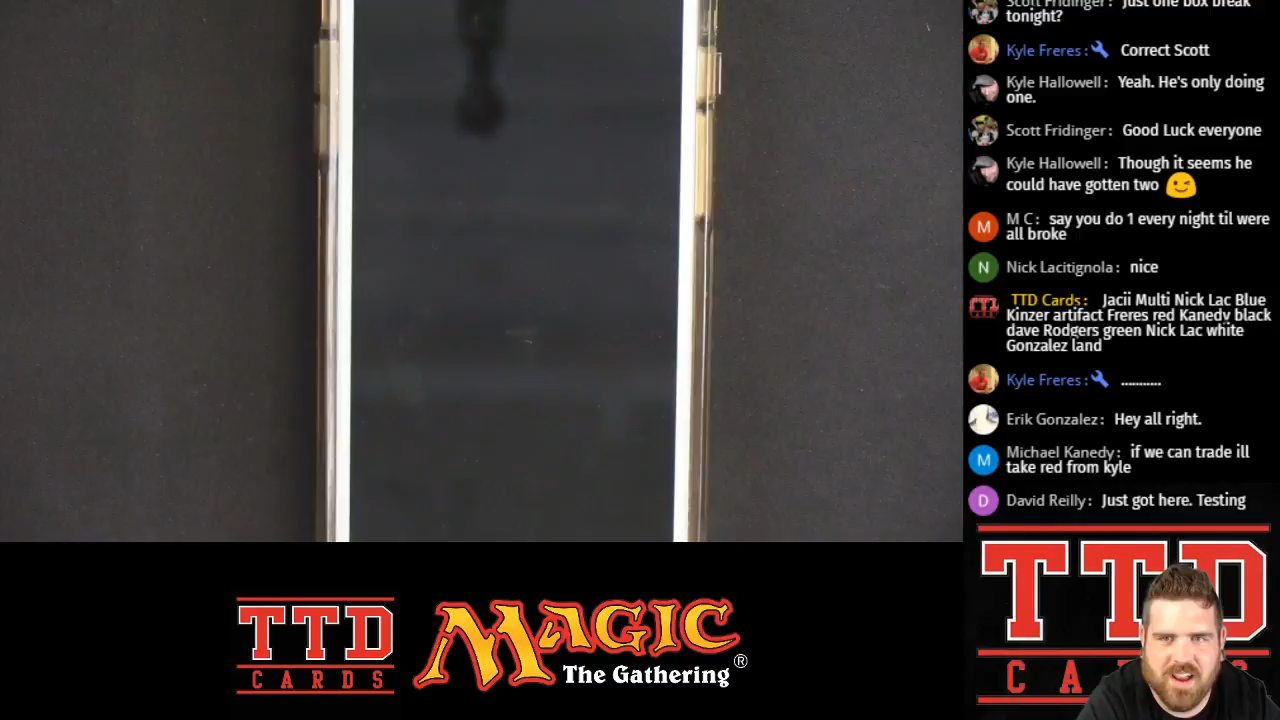 Scott Fridinger: Just one box break
tonight?
Kyle Freres: Correct Scott
Kyle Hallowell: Yeah. He's only doing
one.
Scott Fridinger: Good Luck everyone
Kyle Hallowell: Though it seems he
could have gotten two
M C: say you do 1 every night til were
all broke
Nick Lacitignola: nice
TTD Cards: Jacii Multi Nick Lac Blue
Kinzer artifact Freres red Kanedy black
dave Rodgers green Nick Lac white
Gonzalez land
Kyle Freres: ...........
Erik Gonzalez: Hey all right.
Michael Kanedy: if we can trade ill
take red from kyle
David Reilly: Just got here. Testing
TTD
CARDS
MAGIC
The Gathering®
TTD